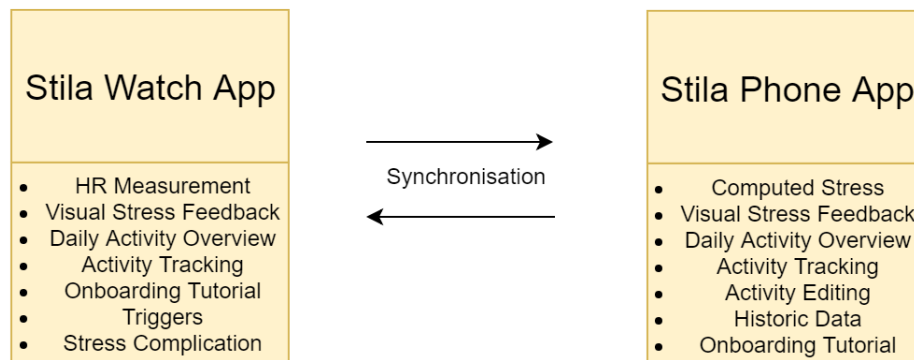 Stila Watch App
HR Measurement
Visual Stress Feedback
Daily Activity Overview
Activity Tracking
Onboarding Tutorial
Triggers
Stress Complication
Synchronisation
Stila Phone App
Computed Stress
Visual Stress Feedback
Daily Activity Overview
Activity Tracking
Activity Editing
Historic Data
Onboarding Tutorial